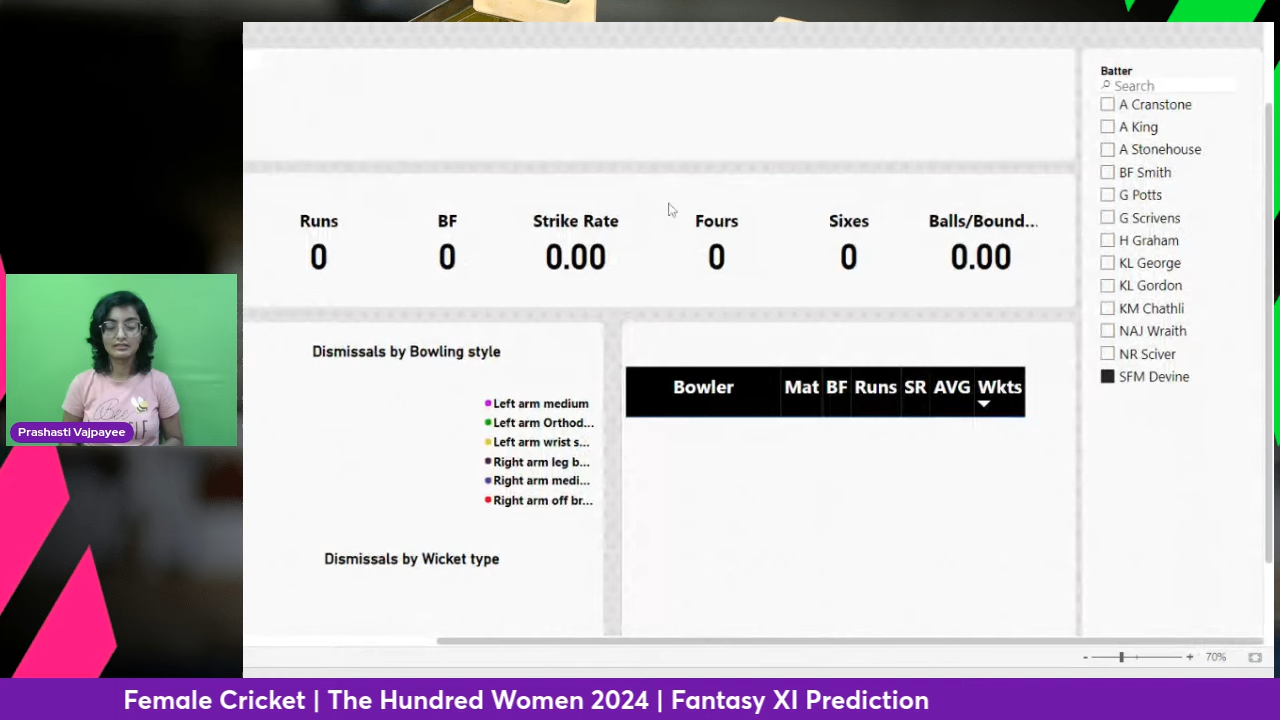 Batter
Search
A Cranstone
A King
A Stonehouse
BF Smith
G Potts
G Scrivens
H Graham
KL George
KL Gordon
KM Chathli
NAJ Wraith
NR Sciver
SFM Devine
Runs BF Strike Rate Fours Sixes Balls/Bound...
0 0 0.00 0 0 0.00
Dismissals by Bowling style
Left arm medium
Left arm Orthod...
Left arm wrist s...
Right arm leg b...
Right arm medi...
Right arm off br...
Dismissals by Wicket type
Bowler Mat BF Runs SR AVG Wkts
Prashasti Vajpayee
- + 70%
Female Cricket | The Hundred Women 2024 | Fantasy XI Prediction